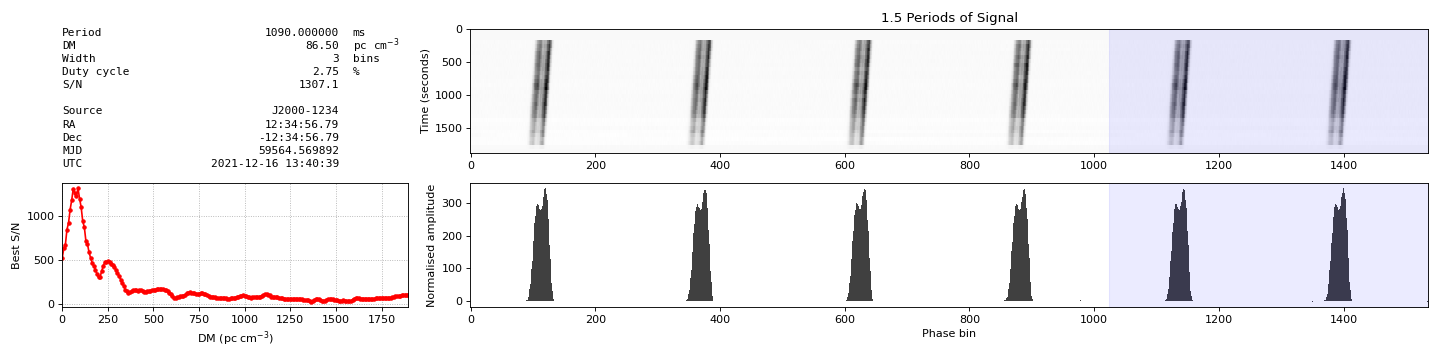 Period 1090.000000 ms
DM 86.50 pc cm⁻³
Width 3 bins
Duty cycle 2.75 %
S/N 1307.1
Source J2000-1234
RA 12:34:56.79
Dec -12:34:56.79
MJD 59564.569892
UTC 2021-12-16 13:40:39
1.5 Periods of Signal
0
500
1000
1500
Time (seconds)
0 200 400 600 800 1000 1200 1400
1000
500
0
Best S/N
0 250 500 750 1000 1250 1500 1750
DM (pc cm⁻³)
300
200
100
0
Normalised amplitude
0 200 400 600 800 1000 1200 1400
Phase bin